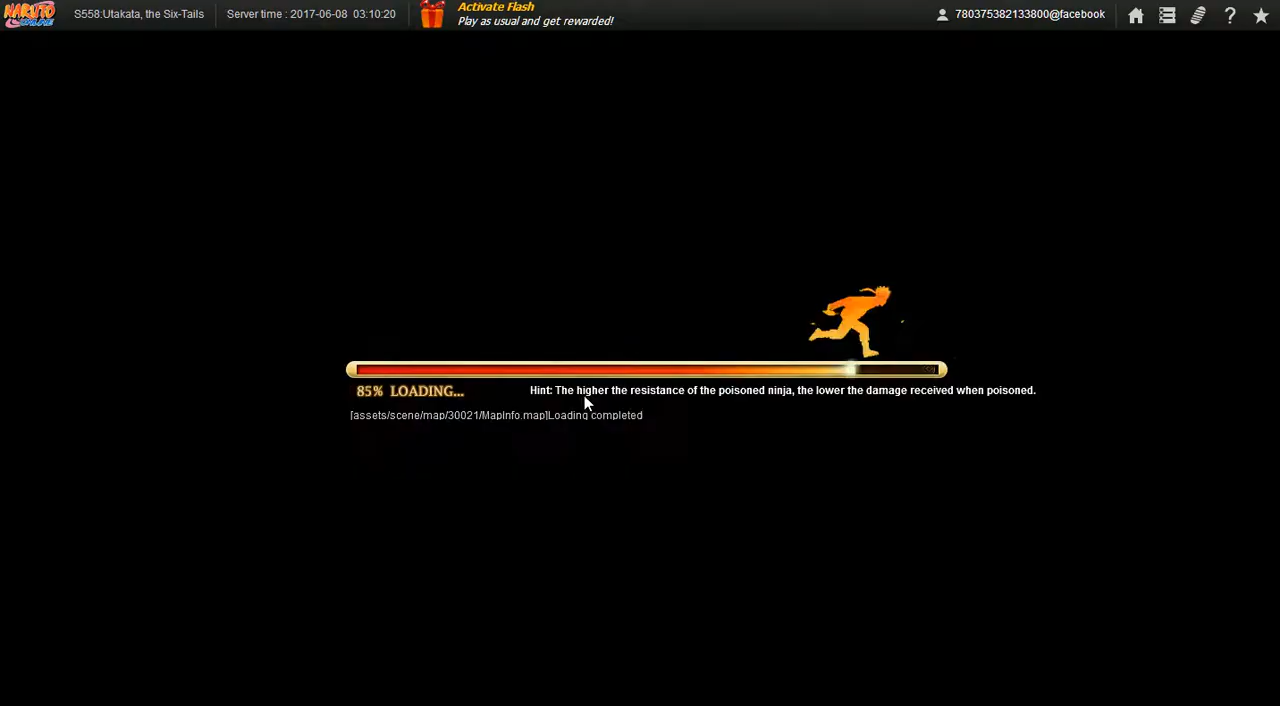 NARUTO
ONLINE
S558:Utakata, the Six-Tails
Server time : 2017-06-08 03:10:20
Activate Flash
Play as usual and get rewarded!
780375382133800@facebook
?
85% LOADING...
Hint: The higher the resistance of the poisoned ninja, the lower the damage received when poisoned.
[assets/scene/map/30021/MapInfo.map]Loading completed